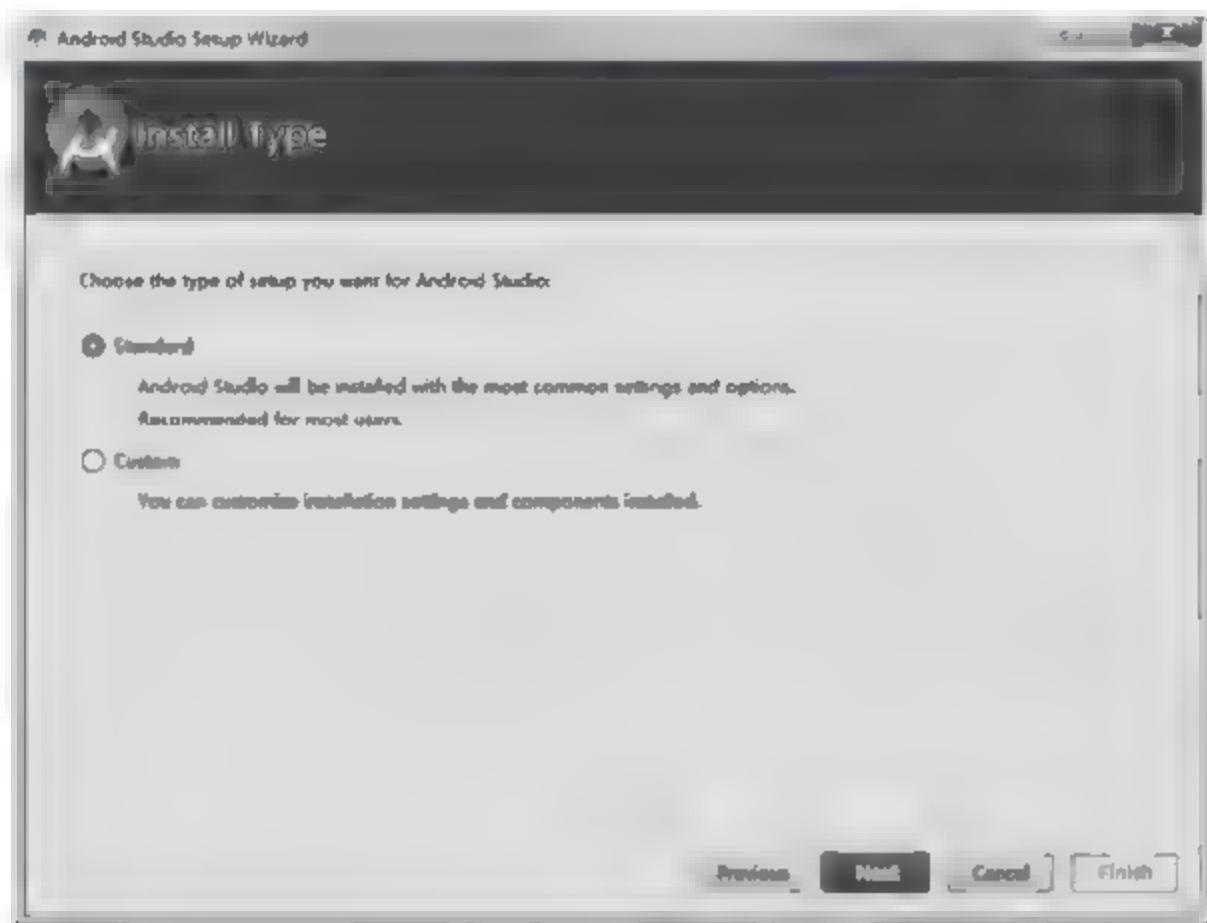 Android Studio Setup Wizard
Install Type
Choose the type of setup you want for Android Studio:
Standard
Android Studio will be installed with the most common settings and options.
Recommended for most users.
Custom
You can customize installation settings and components installed.
Previous Next Cancel Finish